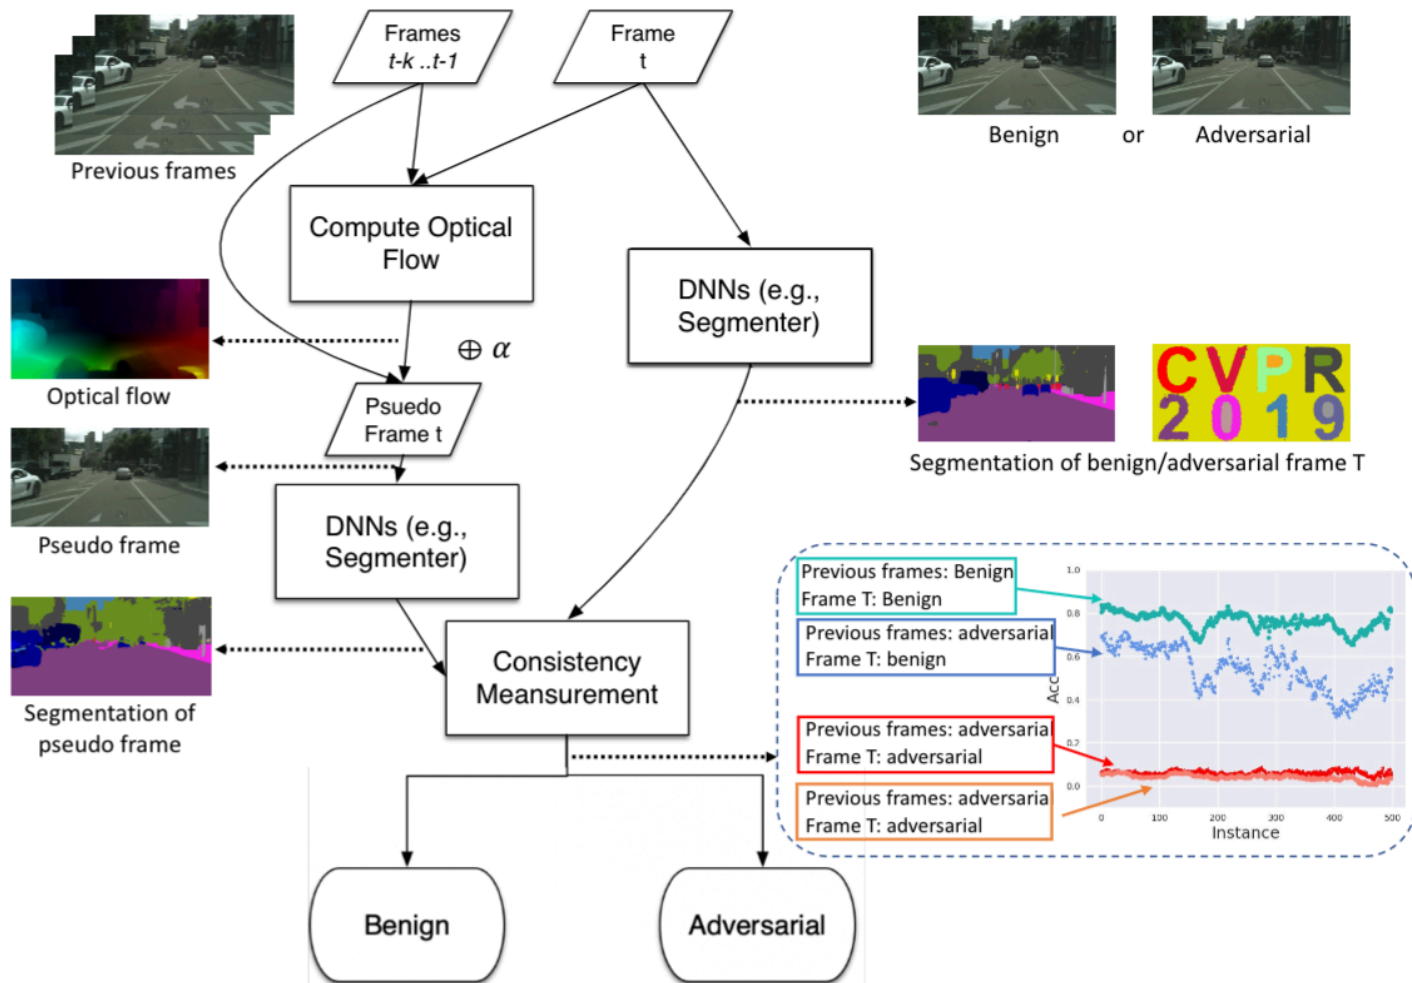 Frames
t-k ..t-1
Frame
t
Previous frames
Benign or Adversarial
Compute Optical
Flow
DNNs (e.g.,
Segmenter)
⊕ α
Optical flow
Psuedo
Frame t
CVPR
2019
Segmentation of benign/adversarial frame T
Pseudo frame
DNNs (e.g.,
Segmenter)
Segmentation of
pseudo frame
Consistency
Meansurement
Previous frames: Benign
Frame T: Benign
Previous frames: adversarial
Frame T: benign
Previous frames: adversarial
Frame T: adversarial
Previous frames: adversarial
Frame T: adversarial
1.0
0.8
0.6
0.4
0.2
0.0
Acc
0 100 200 300 400 500
Instance
Benign
Adversarial